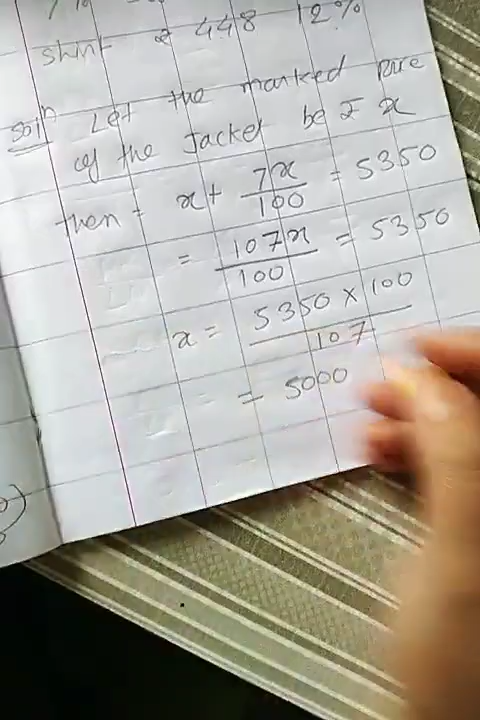 shirt ₹ 448 12%
Soln Let the marked price
of the Jacket be ₹ x
then = x + 7x/100 = 5350
= 107x/100 = 5350
x = 5350 × 100/107
= 5000